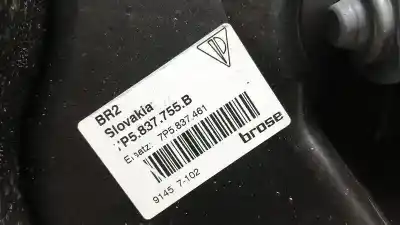 BR2
Slovakia
7P5.837.755.B
Ersatz: 7P5.837.461
9145 7-102
brose